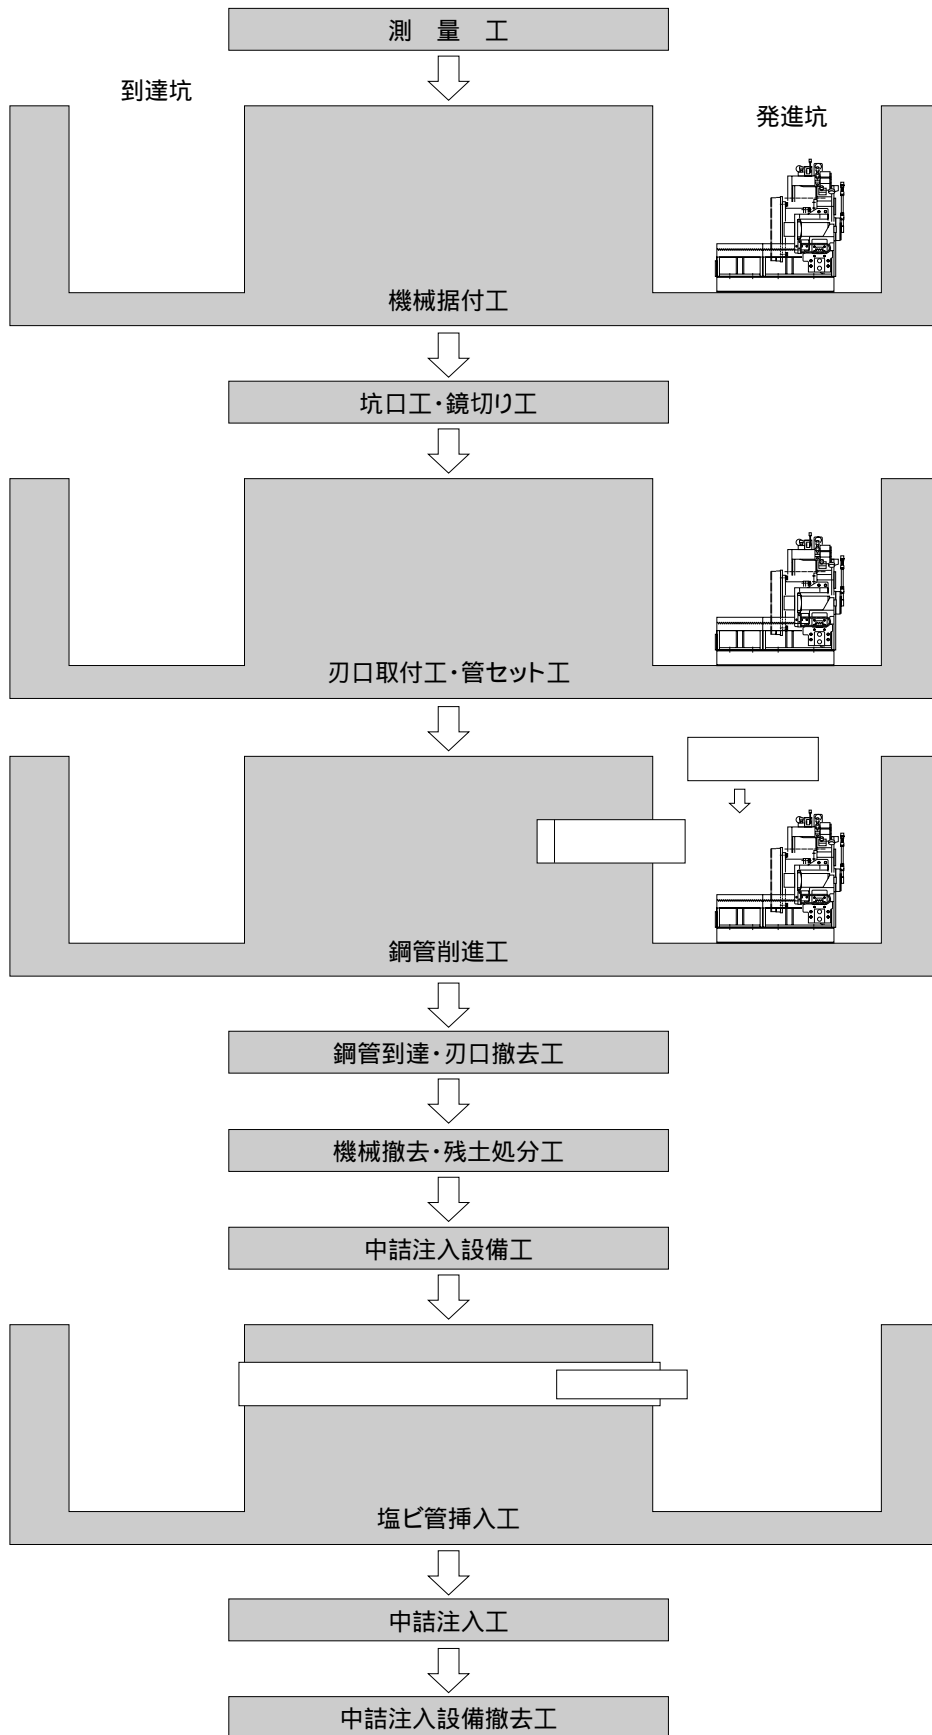 測　量　工
到達坑
発進坑
機械据付工
坑口工・鏡切り工
刃口取付工・管セット工
鋼管削進工
鋼管到達・刃口撤去工
機械撤去・残土処分工
中詰注入設備工
塩ビ管挿入工
中詰注入工
中詰注入設備撤去工